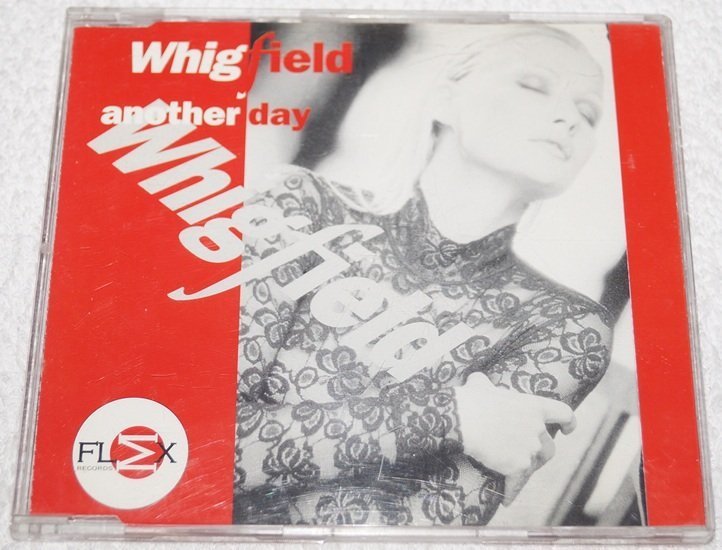 Whigfield
another day
Whigfield
FLEX
RECORDS